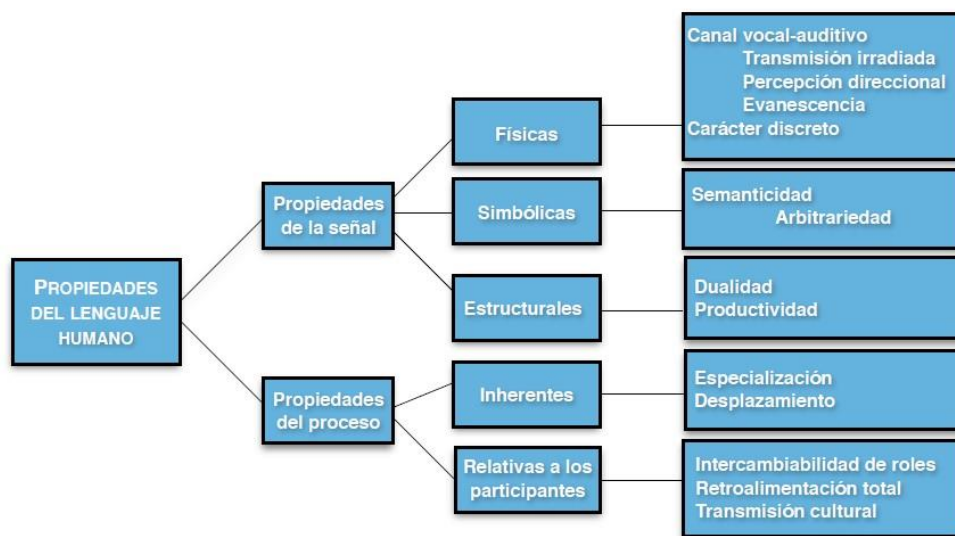 PROPIEDADES
DEL LENGUAJE
HUMANO
Propiedades
de la señal
Físicas
Canal vocal-auditivo
Transmisión irradiada
Percepción direccional
Evanescencia
Carácter discreto
Simbólicas
Semanticidad
Arbitrariedad
Estructurales
Dualidad
Productividad
Propiedades
del proceso
Inherentes
Especialización
Desplazamiento
Relativas a los
participantes
Intercambiabilidad de roles
Retroalimentación total
Transmisión cultural